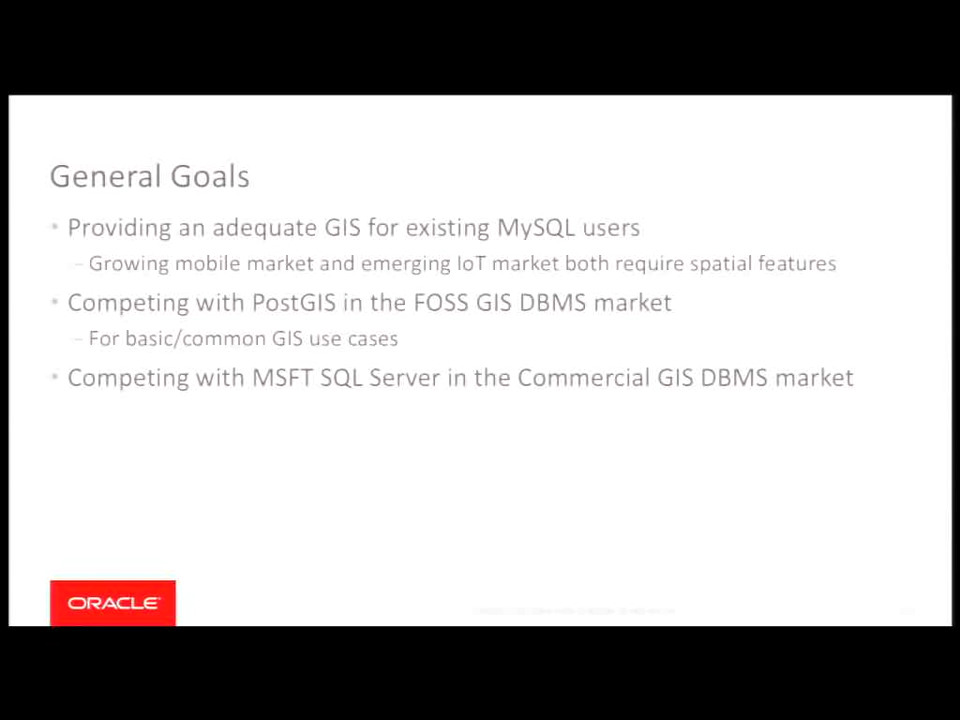 General Goals
• Providing an adequate GIS for existing MySQL users
– Growing mobile market and emerging IoT market both require spatial features
• Competing with PostGIS in the FOSS GIS DBMS market
– For basic/common GIS use cases
• Competing with MSFT SQL Server in the Commercial GIS DBMS market
ORACLE